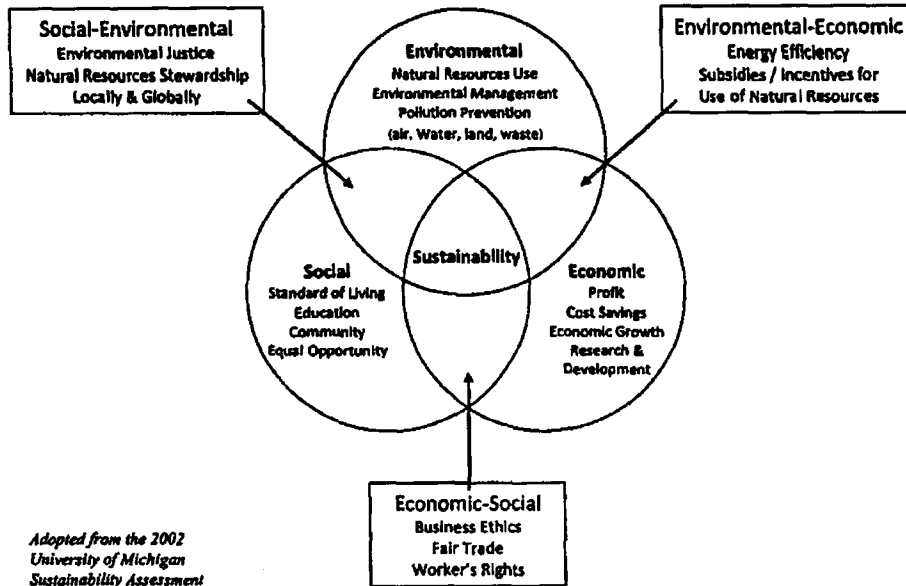 Social-Environmental
Environmental Justice
Natural Resources Stewardship
Locally & Globally
Environmental
Natural Resources Use
Environmental Management
Pollution Prevention
(air, Water, land, waste)
Environmental-Economic
Energy Efficiency
Subsidies / Incentives for
Use of Natural Resources
Sustainability
Social
Standard of Living
Education
Community
Equal Opportunity
Economic
Profit
Cost Savings
Economic Growth
Research &
Development
Economic-Social
Business Ethics
Fair Trade
Worker's Rights
Adopted from the 2002
University of Michigan
Sustainability Assessment